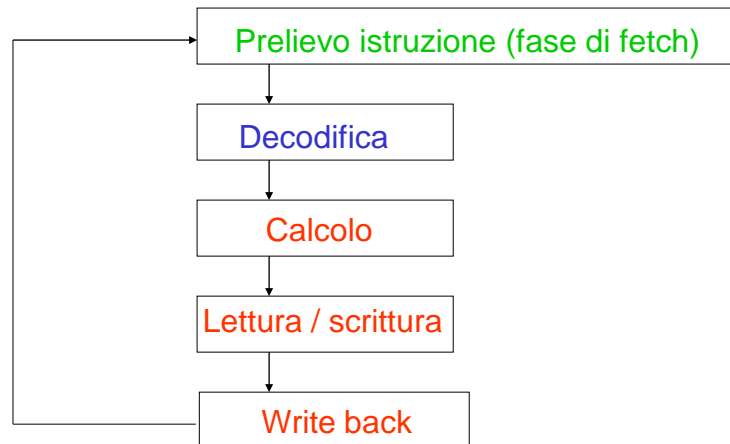 Prelievo istruzione (fase di fetch)
Decodifica
Calcolo
Lettura / scrittura
Write back